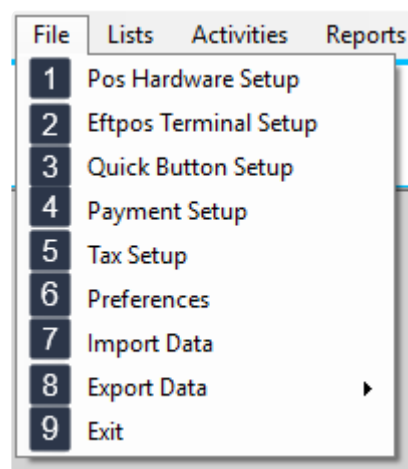 File Lists Activities Reports
1 Pos Hardware Setup
2 Eftpos Terminal Setup
3 Quick Button Setup
4 Payment Setup
5 Tax Setup
6 Preferences
7 Import Data
8 Export Data
9 Exit